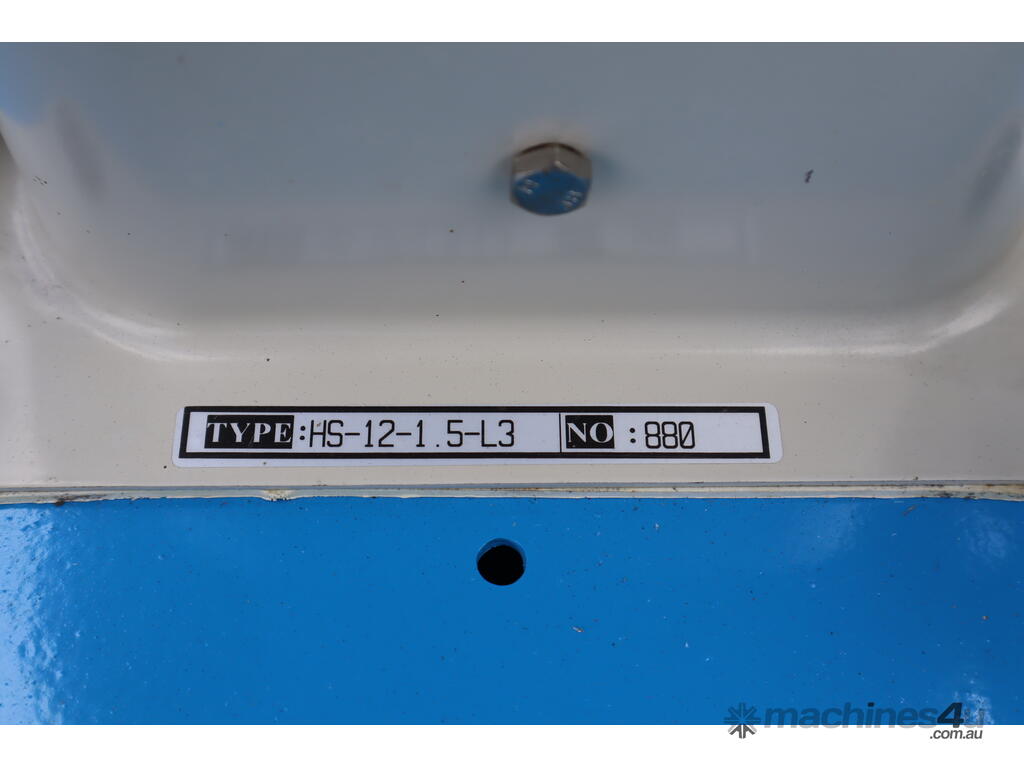 TYPE:HS-12-1.5-L3 NO :880
machines4u
.com.au